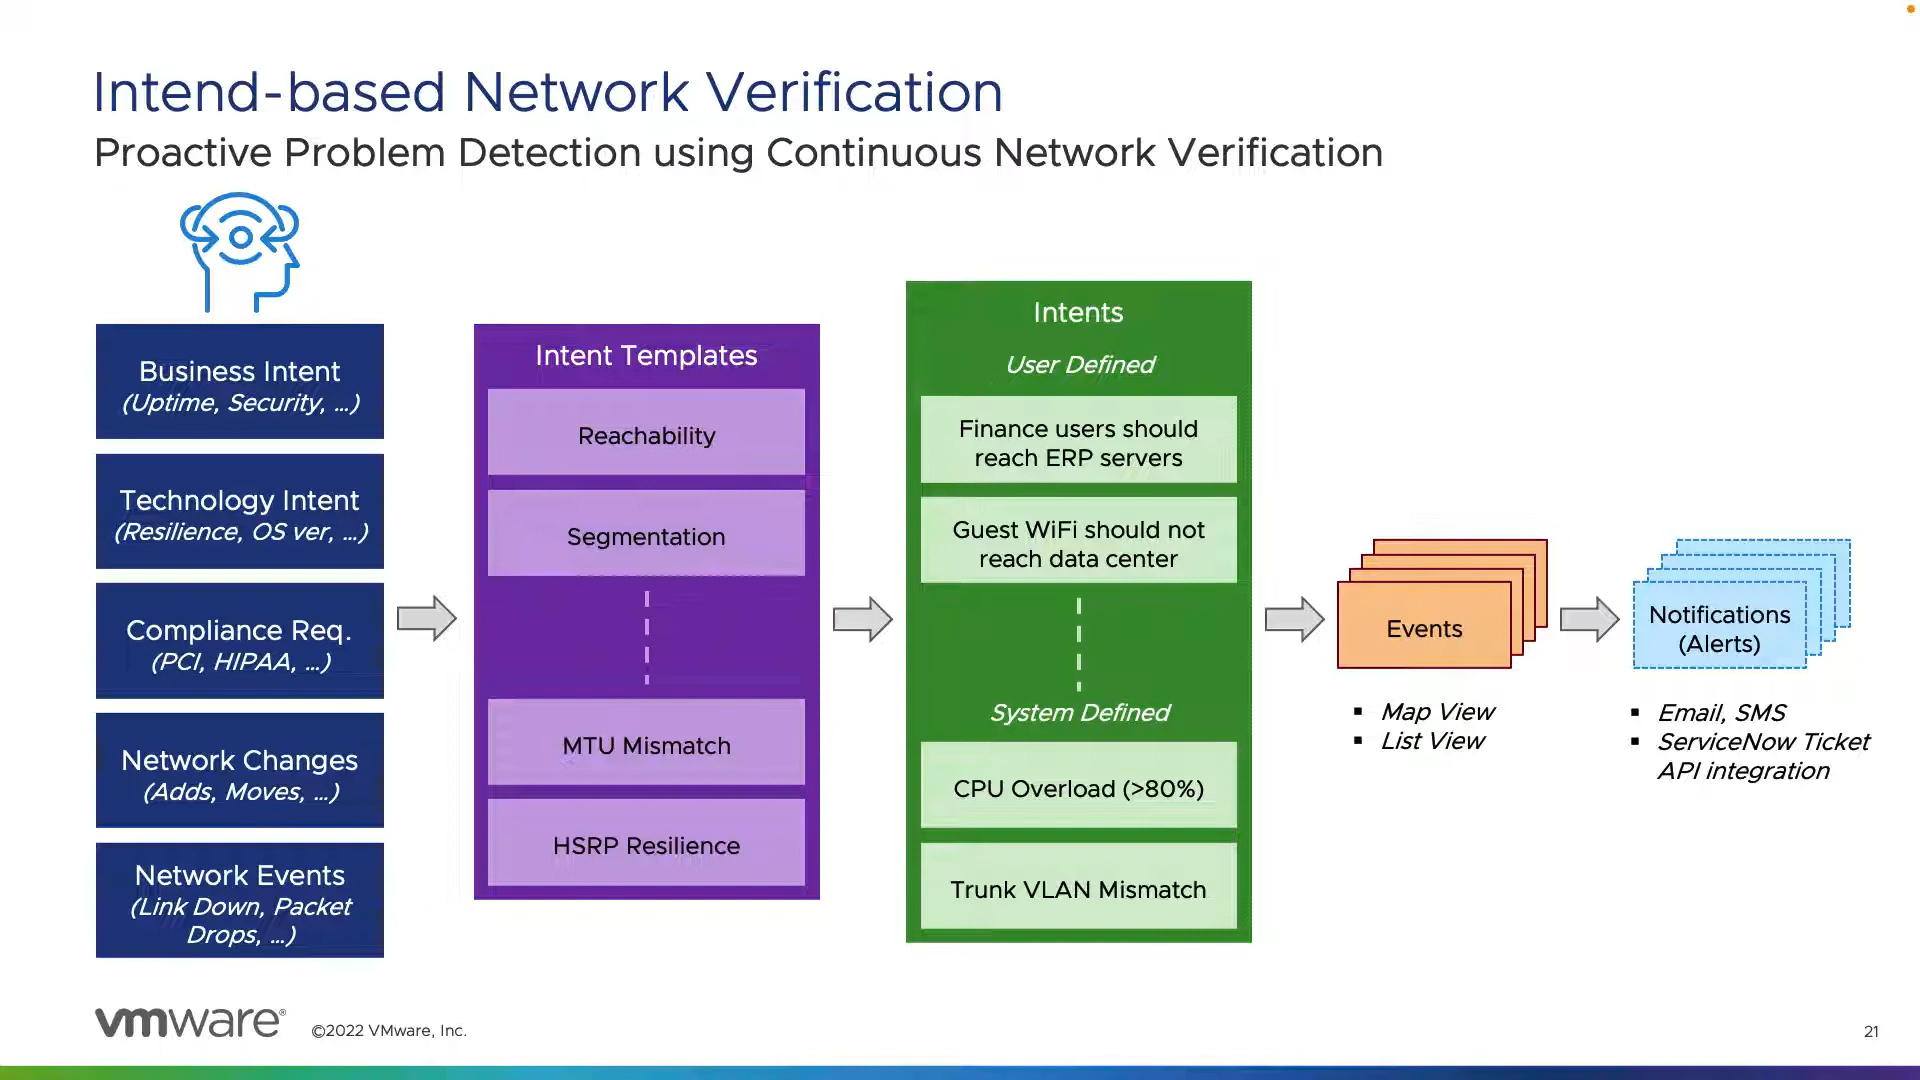 Intend-based Network Verification
Proactive Problem Detection using Continuous Network Verification
Business Intent
(Uptime, Security, ...)
Technology Intent
(Resilience, OS ver, ...)
Compliance Req.
(PCI, HIPAA, ...)
Network Changes
(Adds, Moves, ...)
Network Events
(Link Down, Packet
Drops, ...)
Intent Templates
Reachability
Segmentation
MTU Mismatch
HSRP Resilience
Intents
User Defined
Finance users should
reach ERP servers
Guest WiFi should not
reach data center
System Defined
CPU Overload (>80%)
Trunk VLAN Mismatch
Events
▪ Map View
▪ List View
Notifications
(Alerts)
▪ Email, SMS
▪ ServiceNow Ticket
API integration
vmware®
©2022 VMware, Inc.
21